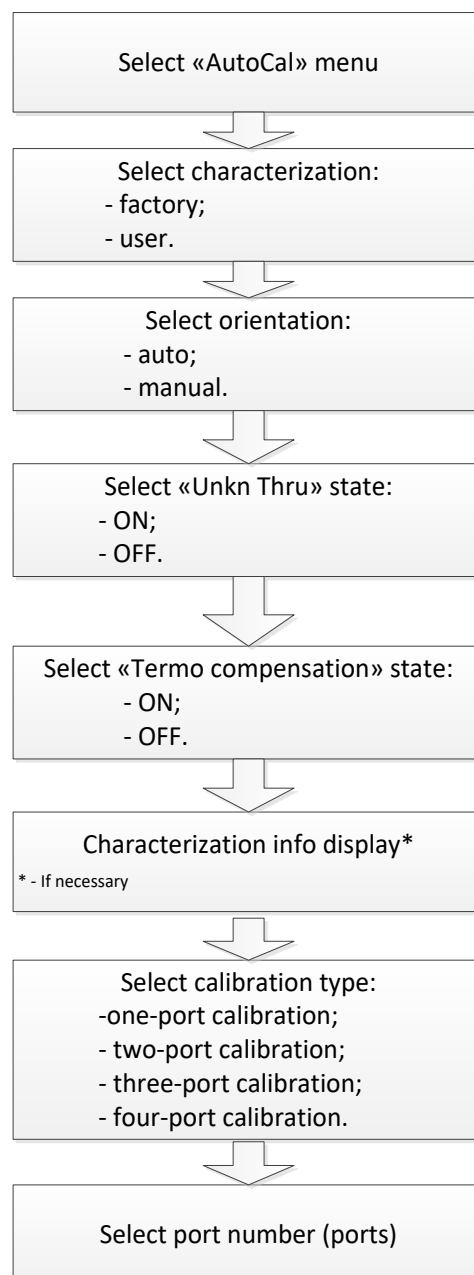 Select «AutoCal» menu
Select characterization:
- factory;
- user.
Select orientation:
- auto;
- manual.
Select «Unkn Thru» state:
- ON;
- OFF.
Select «Termo compensation» state:
- ON;
- OFF.
Characterization info display*
* - If necessary
Select calibration type:
-one-port calibration;
- two-port calibration;
- three-port calibration;
- four-port calibration.
Select port number (ports)